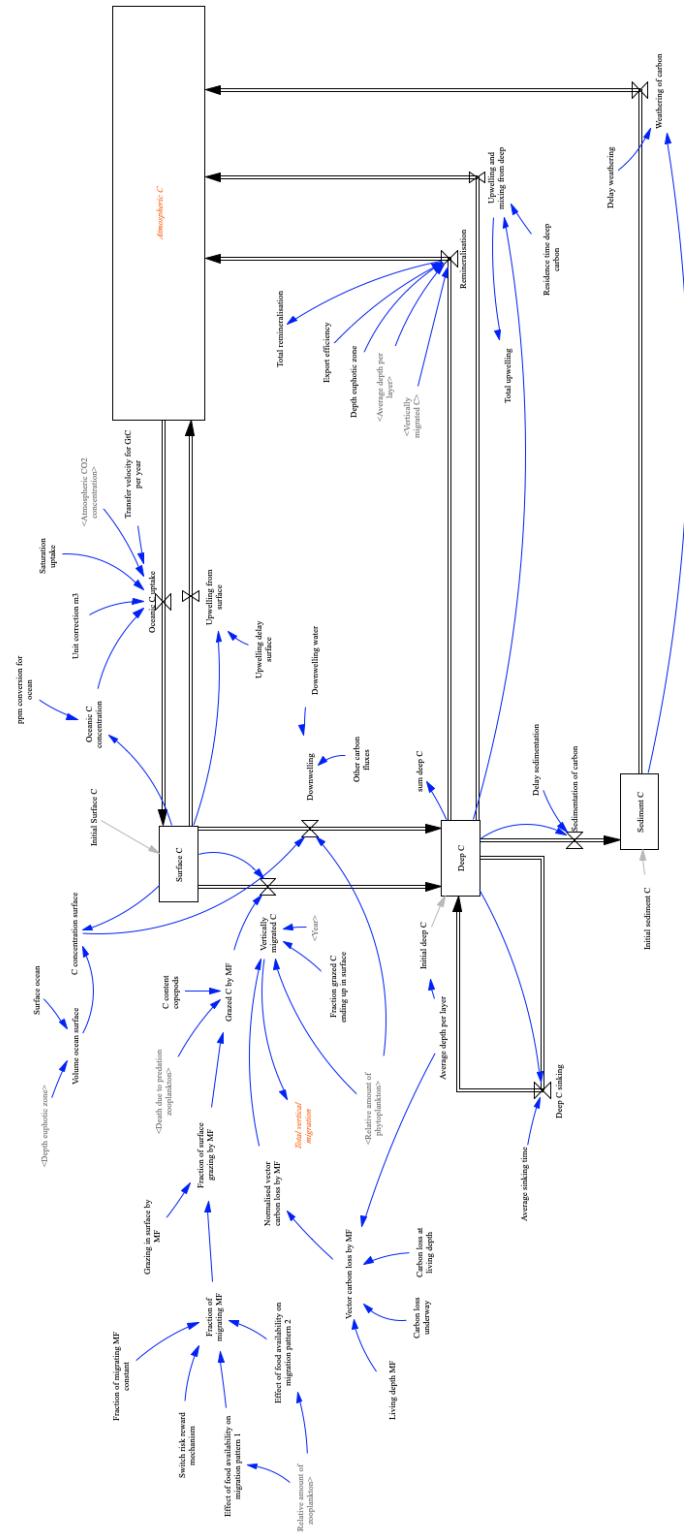 <Depth euphotic zone>
Surface ocean
Volume ocean surface
C concentration surface
Initial Surface C
ppm conversion for
ocean
Oceanic C
concentration
Unit correction m3
Saturation
uptake
<Atmospheric CO2
concentration>
Transfer velocity for GtC
per year
Oceanic C uptake
Atmospheric C
Surface C
Upwelling from
surface
Upwelling delay
surface
Fraction of migrating MF
constant
Switch risk reward
mechanism
Effect of food availability on
migration pattern 1
<Relative amount of
zooplankton>
Effect of food availability on
migration pattern 2
Fraction of
migrating MF
Grazing in surface by
MF
Fraction of surface
grazing by MF
<Death due to predation
zooplankton>
C content
copepods
Grazed C by MF
Vertically
migrated C
<Year>
Fraction grazed C
ending up in surface
Total vertical
migration
Normalised vector
carbon loss by MF
Vector carbon loss by MF
Living depth MF
Carbon loss
underway
Carbon loss at
living depth
<Relative amount of
phytoplankton>
Downwelling
Downwelling water
Other carbon
fluxes
Average depth per layer
Initial deep C
Deep C
sum deep C
Total remineralisation
Export efficiency
Depth euphotic zone
<Average depth per
layer>
<Vertically
migrated C>
Remineralisation
Upwelling and
mixing from deep
Total upwelling
Residence time deep
carbon
Average sinking time
Deep C sinking
Delay sedimentation
Sedimentation of carbon
Initial sediment C
Sediment C
Delay weathering
Weathering of carbon